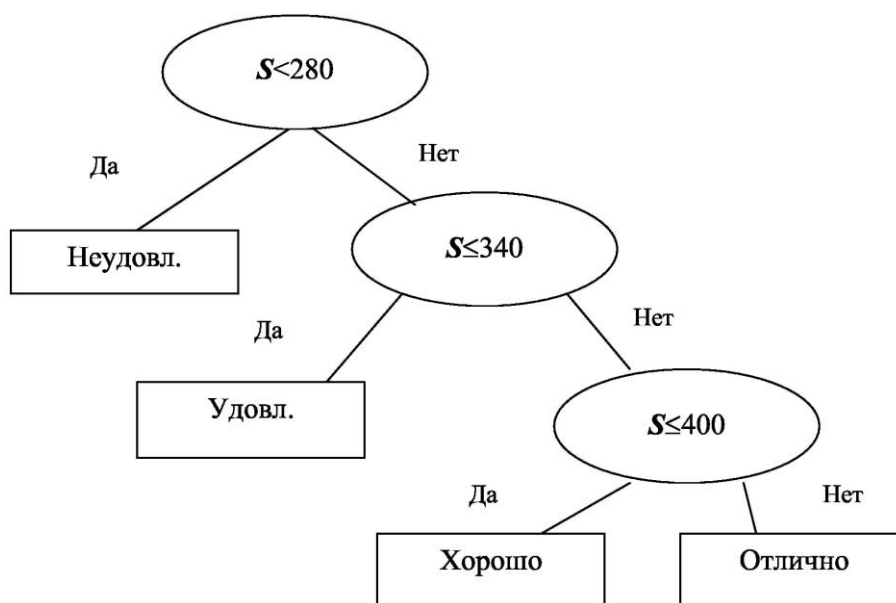 S<280
Да
Нет
Неудовл.
S≤340
Да
Нет
Удовл.
S≤400
Да
Нет
Хорошо
Отлично